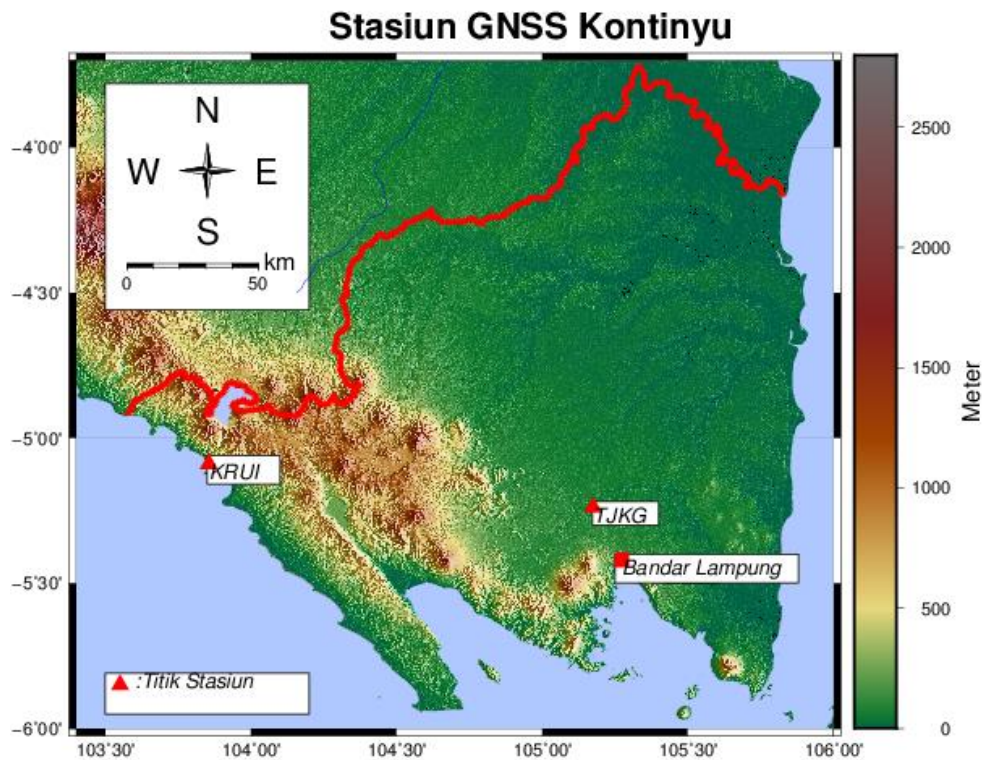 Stasiun GNSS Kontinyu
N
W E
S
km
0 50
−4°00'
−4°30'
−5°00'
−5°30'
−6°00'
KRUI
TJKG
Bandar Lampung
:Titik Stasiun
103°30' 104°00' 104°30' 105°00' 105°30' 106°00'
2500
2000
1500
1000
500
0
Meter